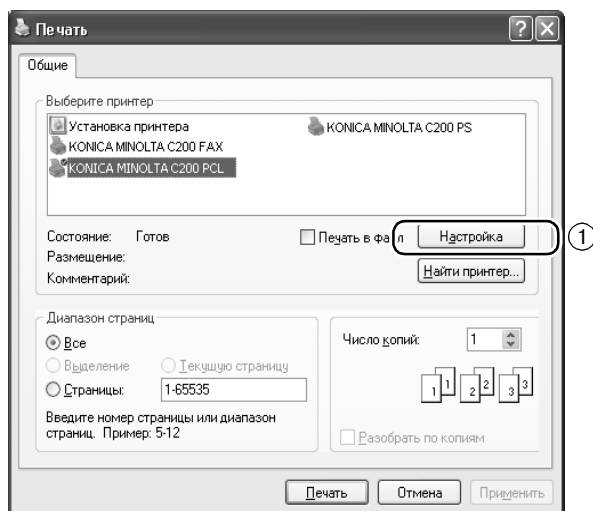 Печать
Общие
Выберите принтер
Установка принтера
KONICA MINOLTA C200 PS
KONICA MINOLTA C200 FAX
KONICA MINOLTA C200 PCL
Состояние: Готов
Печать в фа л
Настройка
1
Размещение:
Найти принтер...
Комментарий:
Диапазон страниц
Все
Число копий: 1
Выделение
Текущую страницу
Страницы: 1-65535
1 1 2 2 3 3
Введите номер страницы или диапазон
страниц. Пример: 5-12
Разобрать по копиям
Печать
Отмена
Применить